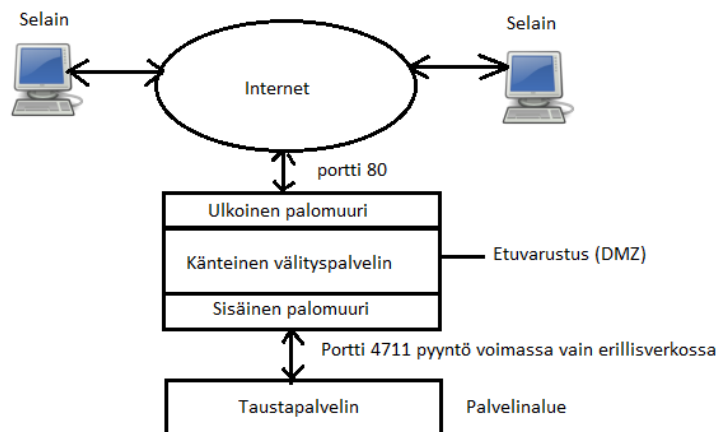 Selain
Selain
Internet
portti 80
Ulkoinen palomuuri
Känteinen välityspalvelin
Etuvarustus (DMZ)
Sisäinen palomuuri
Portti 4711 pyyntö voimassa vain erillisverkossa
Taustapalvelin
Palvelinalue